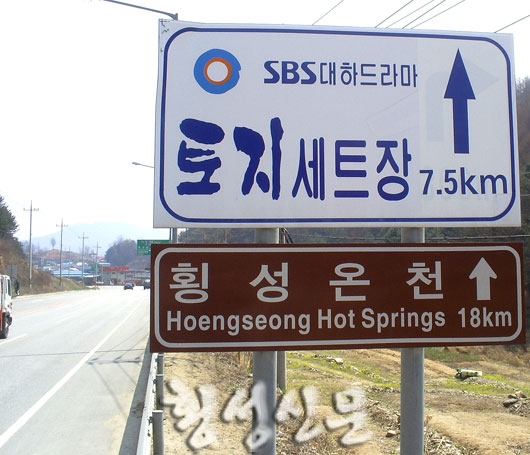 SBS대하드라마
토지세트장 7.5km
횡성온천
Hoengseong Hot Springs 18km
횡성신문